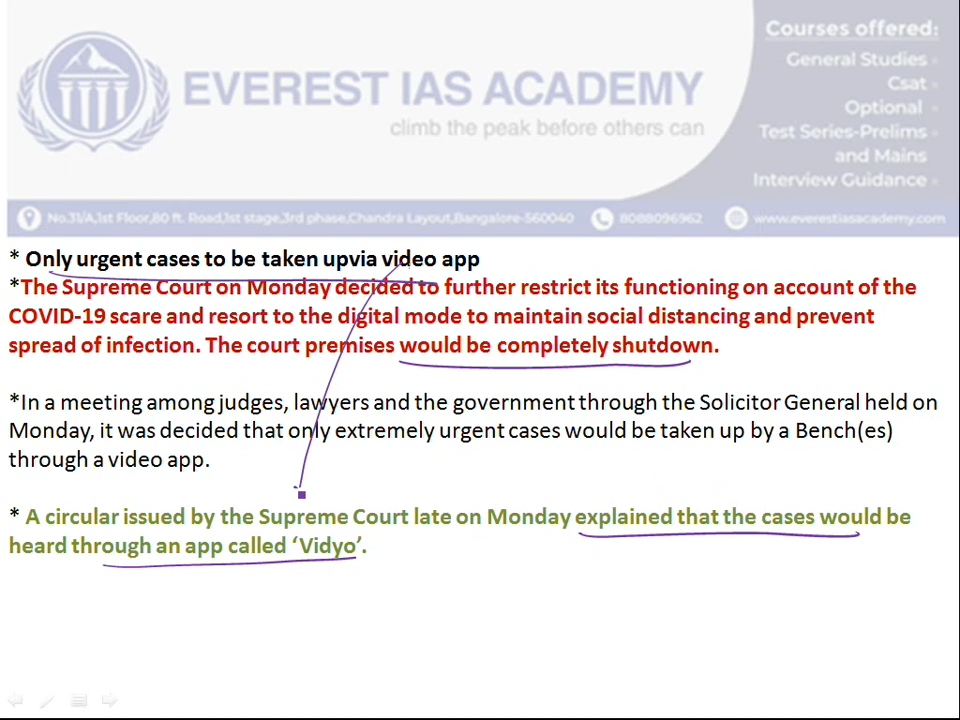 Courses offered:
General Studies
Csat
EVEREST IAS ACADEMY
Optional
climb the peak before others can
Test Series-Prelims
and Mains
Interview Guidance
No.31/A,1st Floor,80 ft. Road,1st stage,3rd phase,Chandra Layout,Bangalore-560040 8088096962 www.everestiasacademy.com
* Only urgent cases to be taken upvia video app
*The Supreme Court on Monday decided to further restrict its functioning on account of the
COVID-19 scare and resort to the digital mode to maintain social distancing and prevent
spread of infection. The court premises would be completely shutdown.
*In a meeting among judges, lawyers and the government through the Solicitor General held on
Monday, it was decided that only extremely urgent cases would be taken up by a Bench(es)
through a video app.
* A circular issued by the Supreme Court late on Monday explained that the cases would be
heard through an app called ‘Vidyo’.